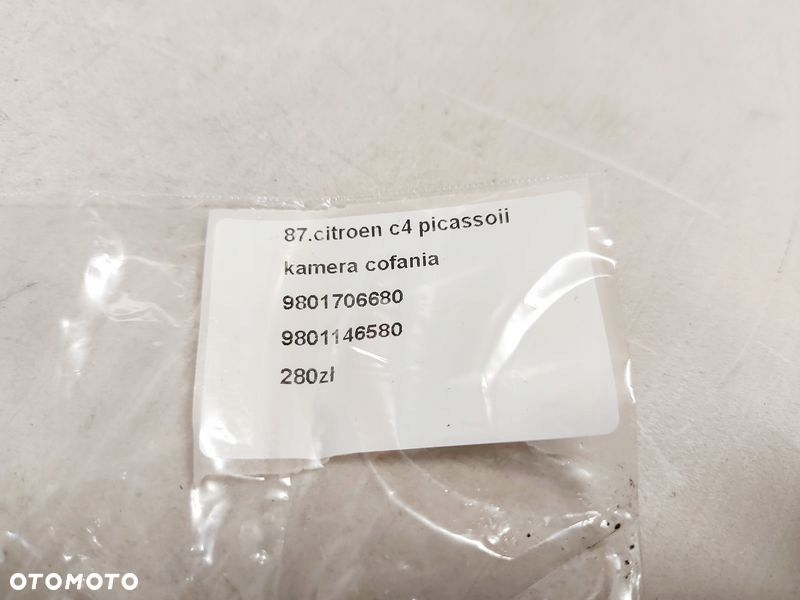 87.citroen c4 picassoii
kamera cofania
9801706680
9801146580
280zł
OTOMOTO